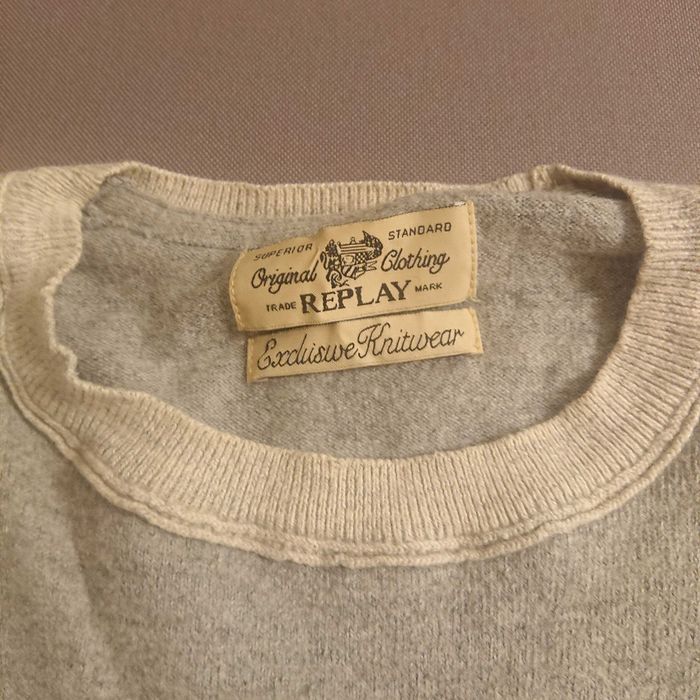 SUPERIOR STANDARD
Original Clothing
TRADE REPLAY MARK
Exclusive Knitwear